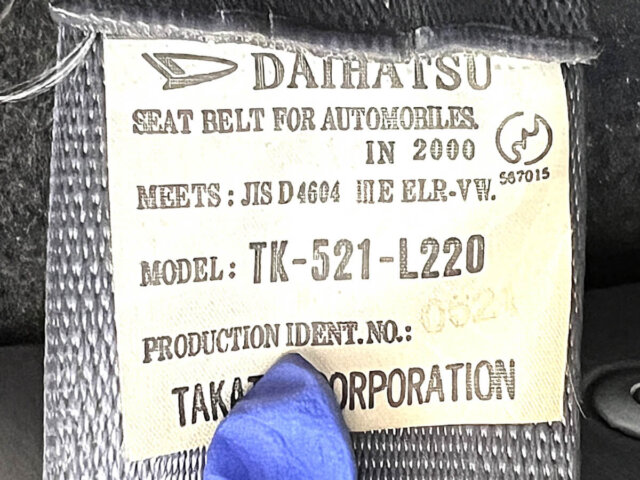 DAIHATSU
SEAT BELT FOR AUTOMOBILES.
IN 2000
567015
MEETS: JIS D4604 IIIE ELR-VW.
MODEL: TK-521-L220
PRODUCTION IDENT.NO.: 0621
CORPORATION